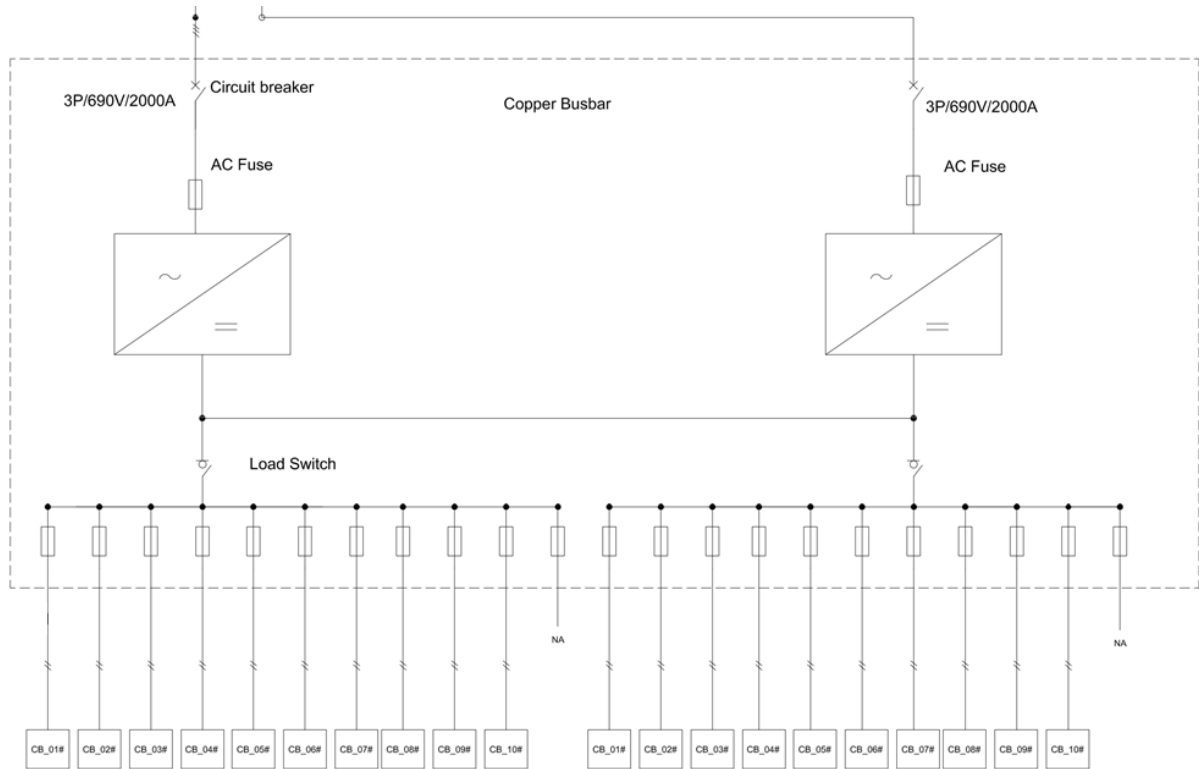 Circuit breaker
3P/690V/2000A
Copper Busbar
3P/690V/2000A
AC Fuse
AC Fuse
Load Switch
NA
NA
CB_01# CB_02# CB_03# CB_04# CB_05# CB_06# CB_07# CB_08# CB_09# CB_10#
CB_01# CB_02# CB_03# CB_04# CB_05# CB_06# CB_07# CB_08# CB_09# CB_10#